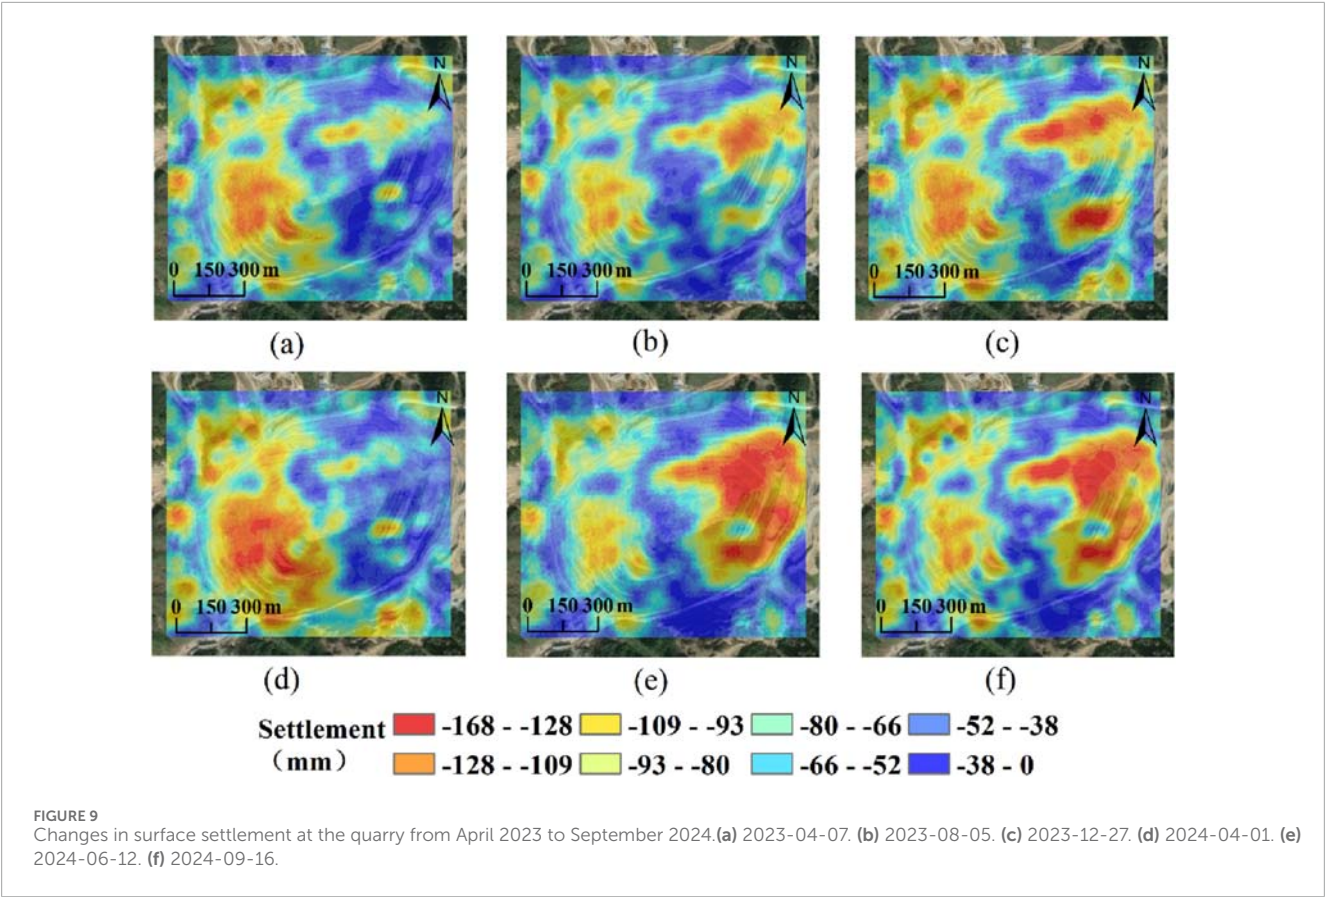 N
N
N
0 150 300 m
0 150 300 m
0 150 300 m
(a)
(b)
(c)
N
N
N
0 150 300 m
0 150 300 m
0 150 300 m
(d)
(e)
(f)
Settlement
（mm）
-168 - -128
-109 - -93
-80 - -66
-52 - -38
-128 - -109
-93 - -80
-66 - -52
-38 - 0
FIGURE 9
Changes in surface settlement at the quarry from April 2023 to September 2024.(a) 2023-04-07. (b) 2023-08-05. (c) 2023-12-27. (d) 2024-04-01. (e)
2024-06-12. (f) 2024-09-16.